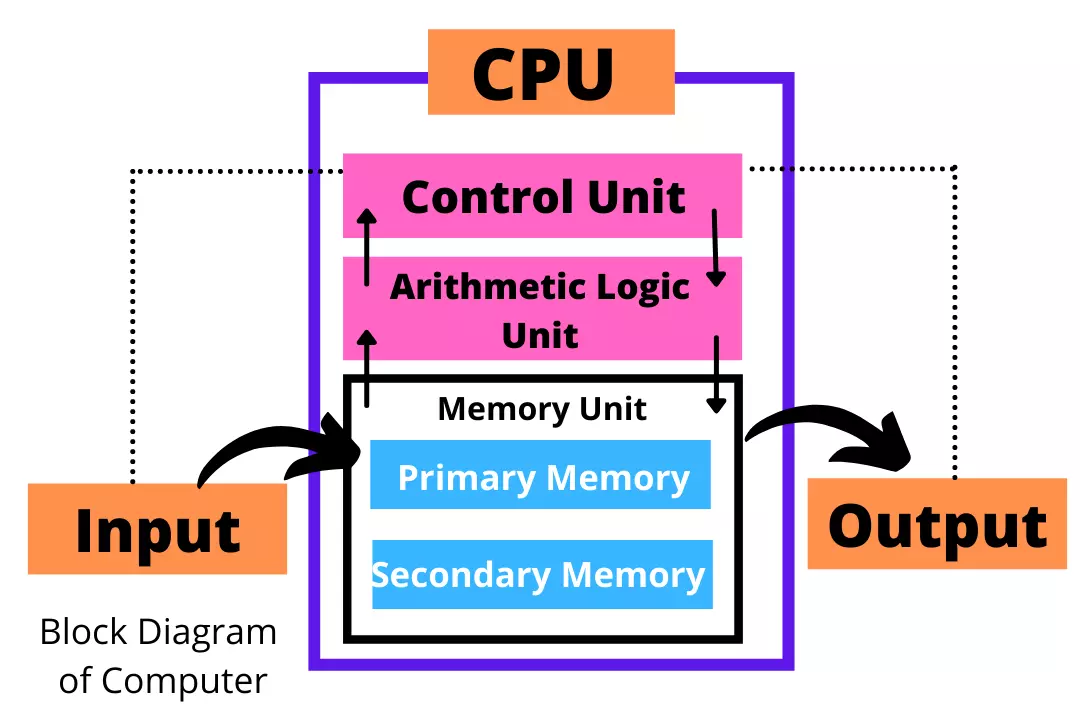 CPU
Control Unit
Arithmetic Logic
Unit
Memory Unit
Primary Memory
Secondary Memory
Input
Output
Block Diagram
of Computer